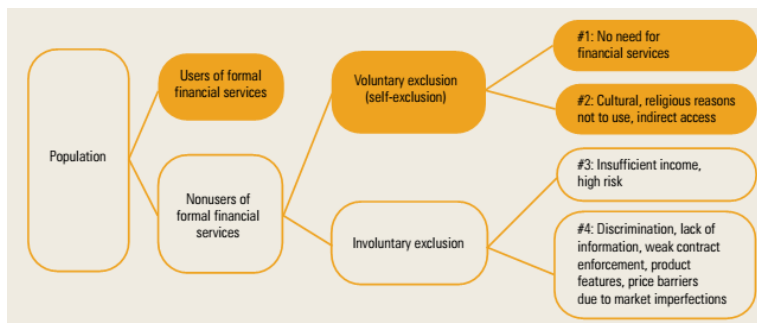 Population
Users of formal
financial services
Nonusers of
formal financial
services
Voluntary exclusion
(self-exclusion)
Involuntary exclusion
#1: No need for
financial services
#2: Cultural, religious reasons
not to use, indirect access
#3: Insufficient income,
high risk
#4: Discrimination, lack of
information, weak contract
enforcement, product
features, price barriers
due to market imperfections